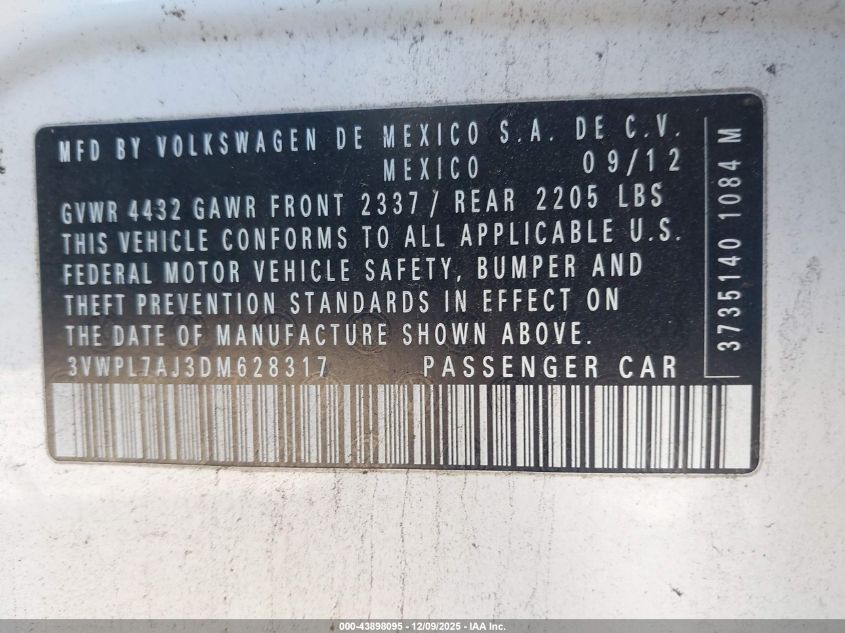 MFD BY VOLKSWAGEN DE MEXICO S.A. DE C.V.
MEXICO 09/12
GVWR 4432 GAWR FRONT 2337/ REAR 2205 LBS
THIS VEHICLE CONFORMS TO ALL APPLICABLE U.S.
FEDERAL MOTOR VEHICLE SAFETY, BUMPER AND
THEFT PREVENTION STANDARDS IN EFFECT ON
THE DATE OF MANUFACTURE SHOWN ABOVE.
3VWPL7AJ3DM628317 PASSENGER CAR
3735140 1084 M
000-43898095 - 12/09/2025 - IAA Inc.